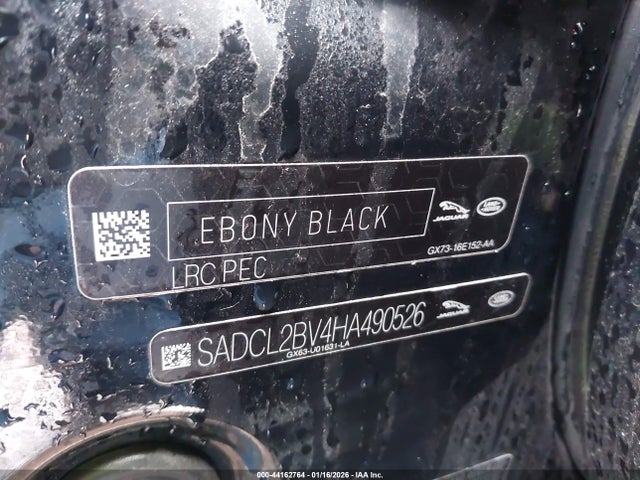 EBONY BLACK
JAGUAR
LAND-
ROVER
GX73-16E152-AA
LRC PEC
SADCL2BV4HA490526
GX63-U01631-LA
JAGUAR
000-44162764 - 01/16/2026 - IAA Inc.